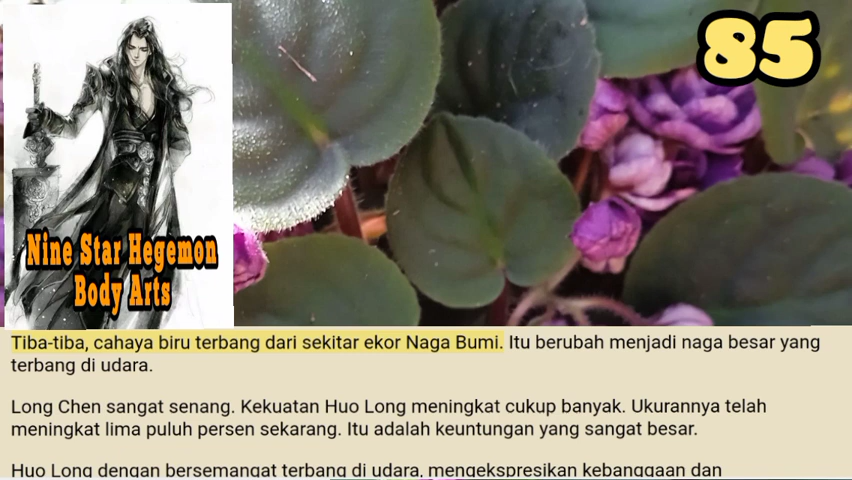 85
Nine Star Hegemon
Body Arts
Tiba-tiba, cahaya biru terbang dari sekitar ekor Naga Bumi. Itu berubah menjadi naga besar yang
terbang di udara.
Long Chen sangat senang. Kekuatan Huo Long meningkat cukup banyak. Ukurannya telah
meningkat lima puluh persen sekarang. Itu adalah keuntungan yang sangat besar.
Huo Long dengan bersemangat terbang di udara, mengekspresikan kebanggaan dan